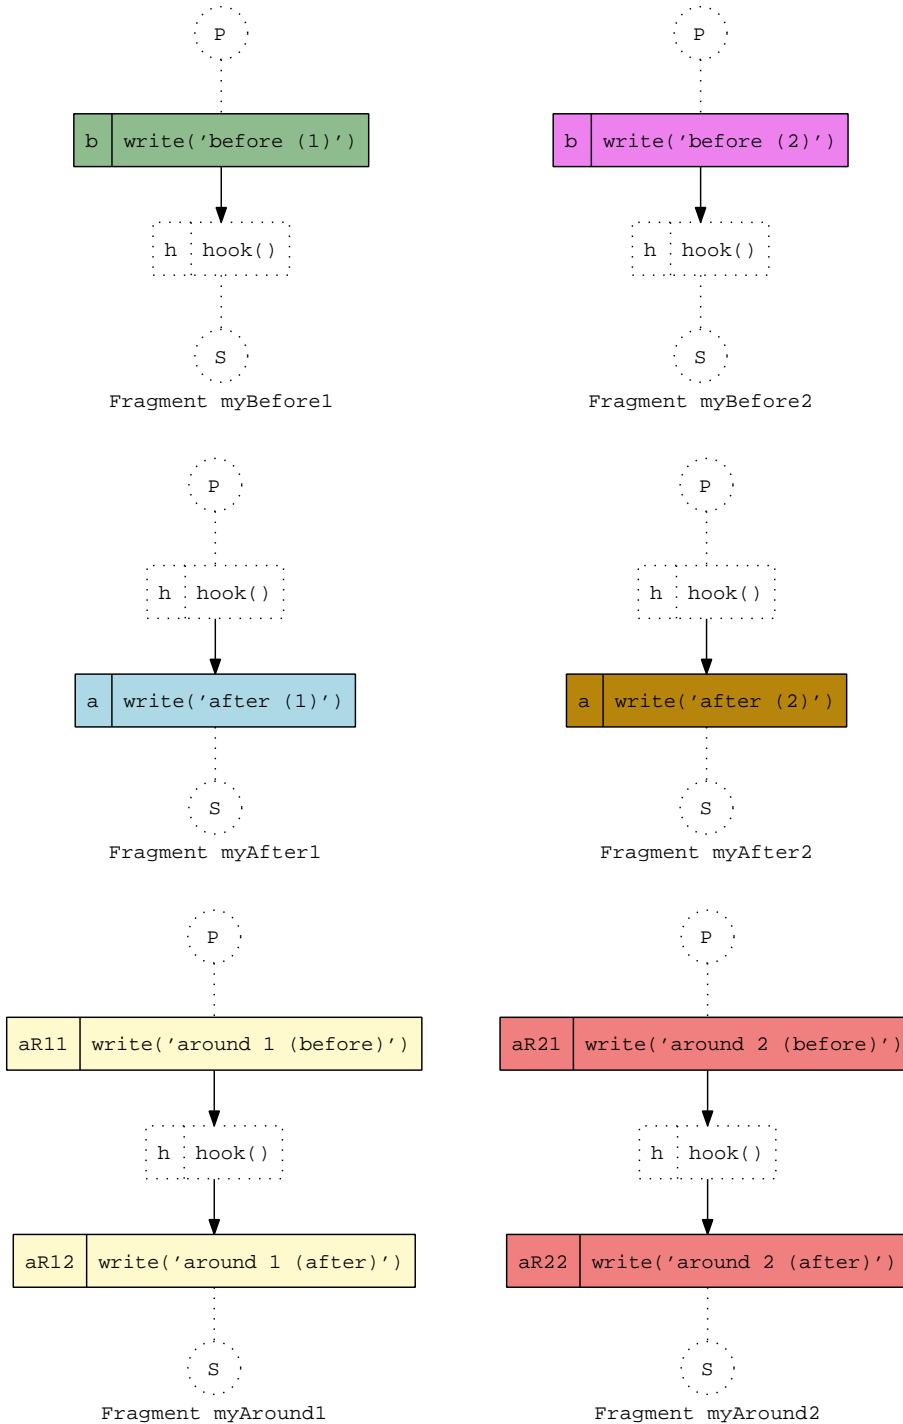 P P
b write('before (1)') b write('before (2)')
h hook() h hook()
S S
Fragment myBefore1 Fragment myBefore2
P P
h hook() h hook()
a write('after (1)') a write('after (2)')
S S
Fragment myAfter1 Fragment myAfter2
P P
aR11 write('around 1 (before)') aR21 write('around 2 (before)')
h hook() h hook()
aR12 write('around 1 (after)') aR22 write('around 2 (after)')
S S
Fragment myAround1 Fragment myAround2